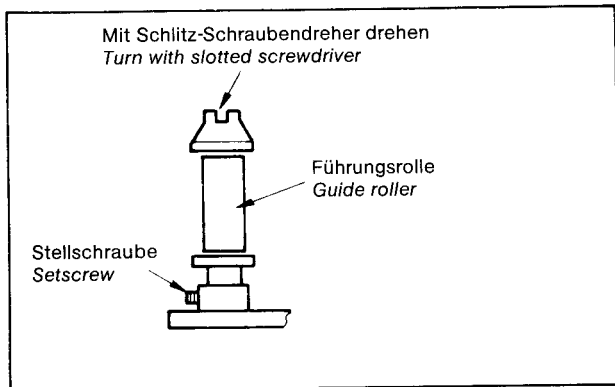 Mit Schlitz-Schraubendreher drehen
Turn with slotted screwdriver
Führungsrolle
Guide roller
Stellschraube
Setscrew